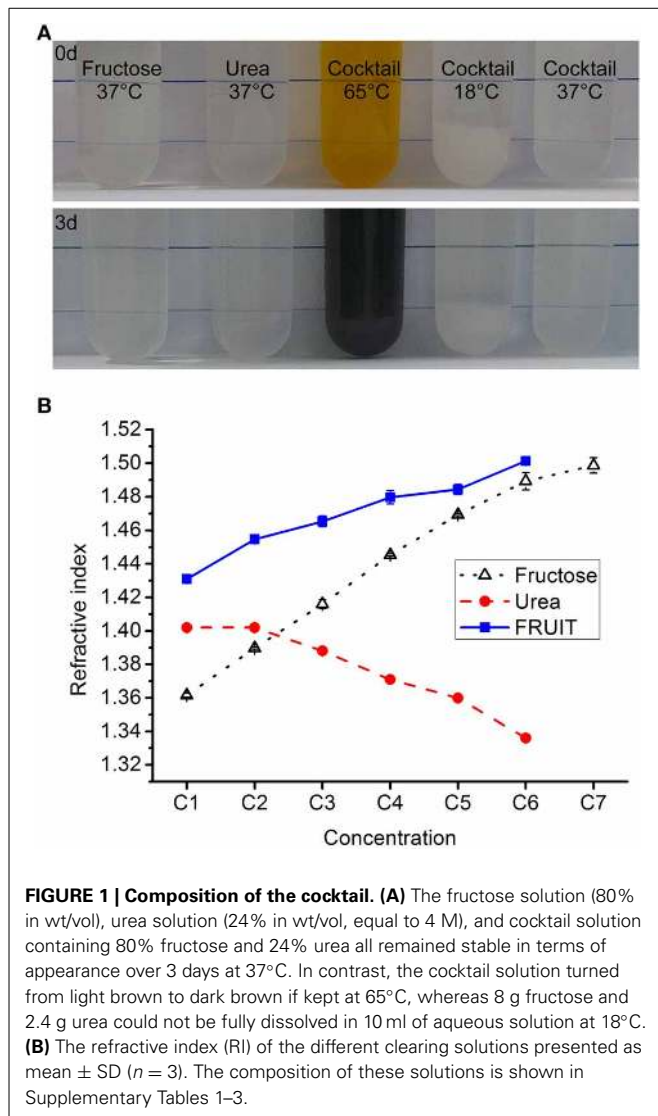 A
0d
Fructose Urea Cocktail Cocktail Cocktail
37°C 37°C 65°C 18°C 37°C
3d
B
1.52
1.50
1.48
1.46
1.44
1.42
1.40
1.38
1.36
1.34
1.32
Refractive index
Fructose
Urea
FRUIT
C1 C2 C3 C4 C5 C6 C7
Concentration
FIGURE 1 | Composition of the cocktail. (A) The fructose solution (80%
in wt/vol), urea solution (24% in wt/vol, equal to 4 M), and cocktail solution
containing 80% fructose and 24% urea all remained stable in terms of
appearance over 3 days at 37°C. In contrast, the cocktail solution turned
from light brown to dark brown if kept at 65°C, whereas 8 g fructose and
2.4 g urea could not be fully dissolved in 10 ml of aqueous solution at 18°C.
(B) The refractive index (RI) of the different clearing solutions presented as
mean ± SD (n = 3). The composition of these solutions is shown in
Supplementary Tables 1–3.